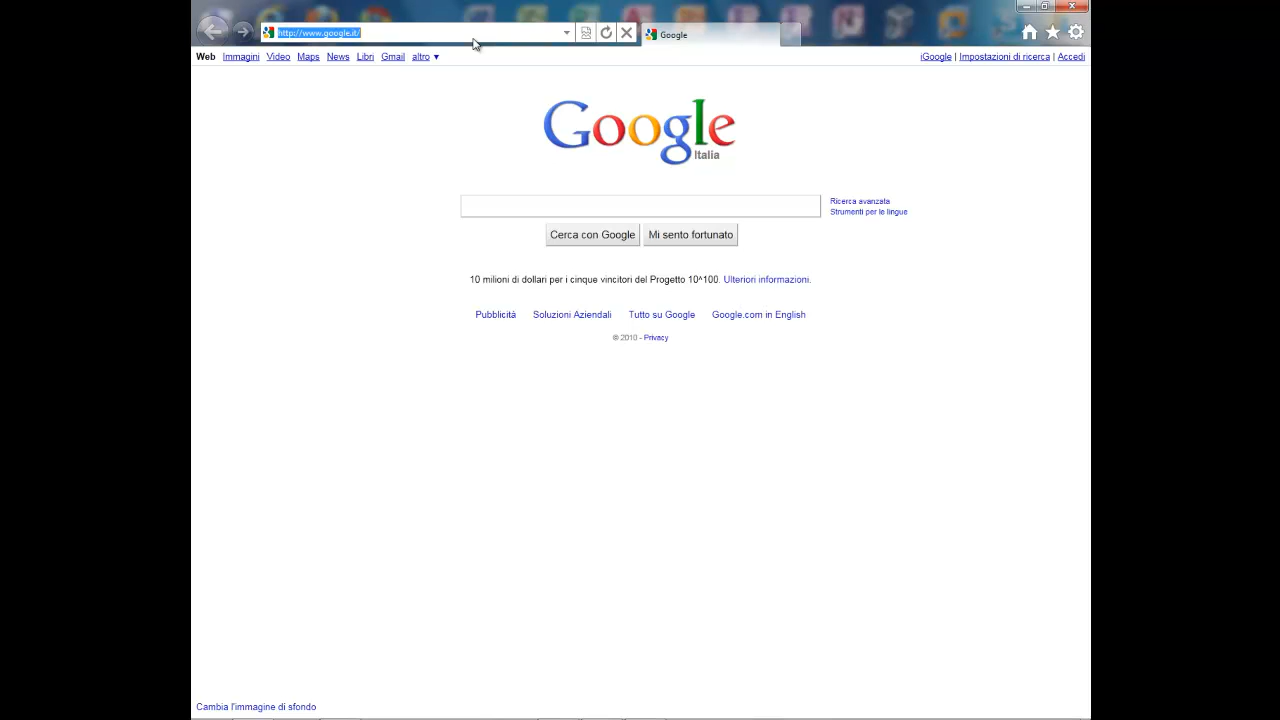 http://www.google.it/
Google
Web Immagini Video Maps News Libri Gmail altro ▼
iGoogle | Impostazioni di ricerca | Accedi
Google
Italia
Ricerca avanzata
Strumenti per le lingue
Cerca con Google Mi sento fortunato
10 milioni di dollari per i cinque vincitori del Progetto 10^100. Ulteriori informazioni.
Pubblicità Soluzioni Aziendali Tutto su Google Google.com in English
© 2010 - Privacy
Cambia l'immagine di sfondo